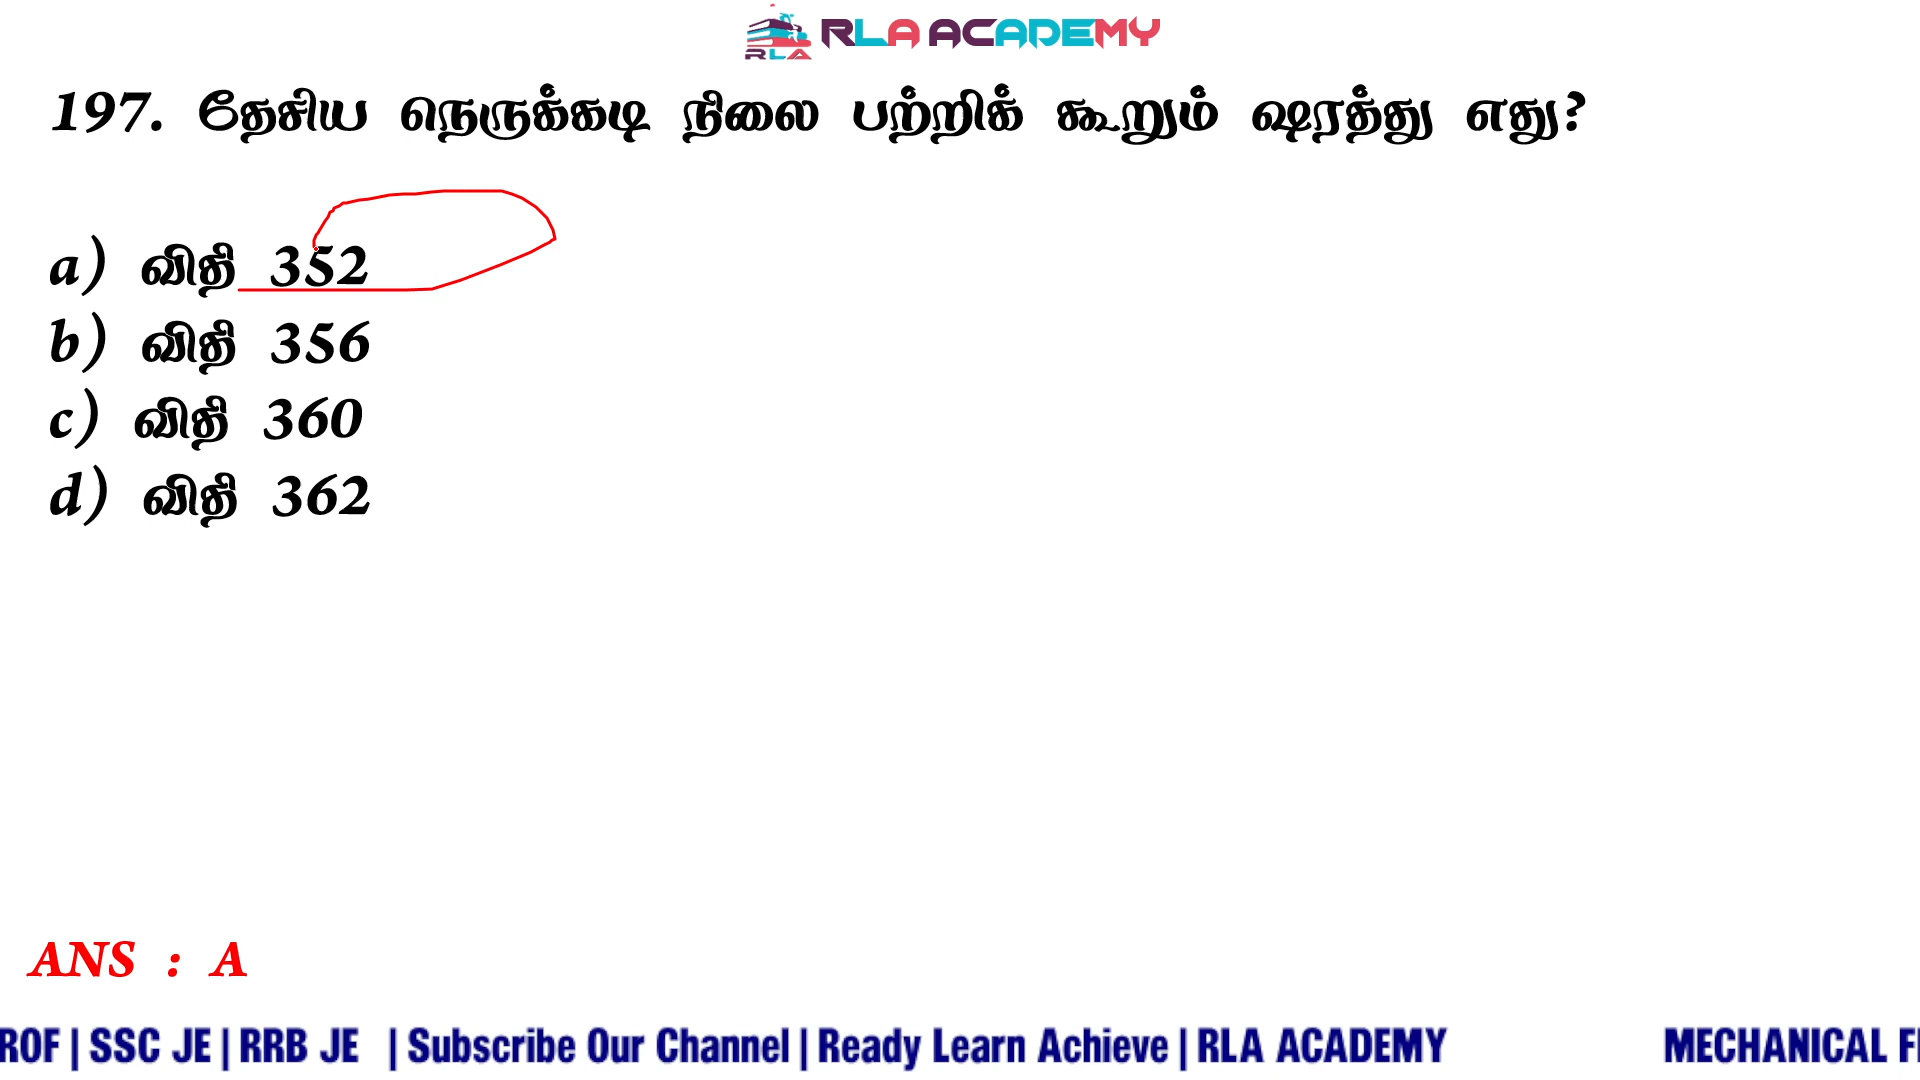 RLA ACADEMY
RLA
197. தேசிய நெருக்கடி நிலை பற்றிக் கூறும் ஷரத்து எது?
a) விதி 352
b) விதி 356
c) விதி 360
d) விதி 362
ANS : A
ROF | SSC JE | RRB JE | Subscribe Our Channel | Ready Learn Achieve | RLA ACADEMY MECHANICAL